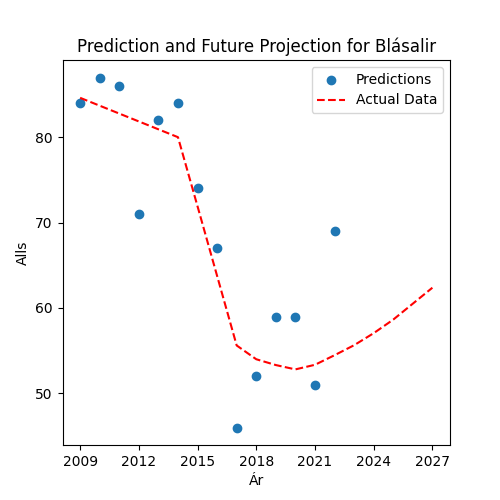 Prediction and Future Projection for Blásalir
Predictions
Actual Data
Alls
80
70
60
50
2009 2012 2015 2018 2021 2024 2027
Ár